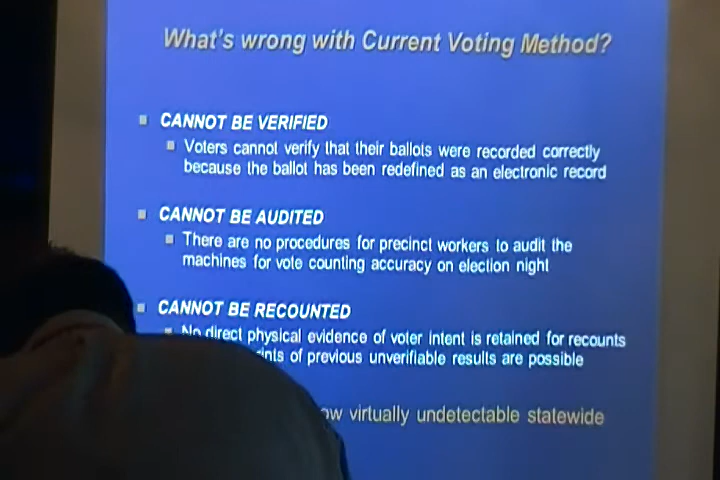 What's wrong with Current Voting Method?
CANNOT BE VERIFIED
Voters cannot verify that their ballots were recorded correctly
because the ballot has been redefined as an electronic record
CANNOT BE AUDITED
There are no procedures for precinct workers to audit the
machines for vote counting accuracy on election night
CANNOT BE RECOUNTED
No direct physical evidence of voter intent is retained for recounts
of previous unverifiable results are possible
virtually undetectable statewide